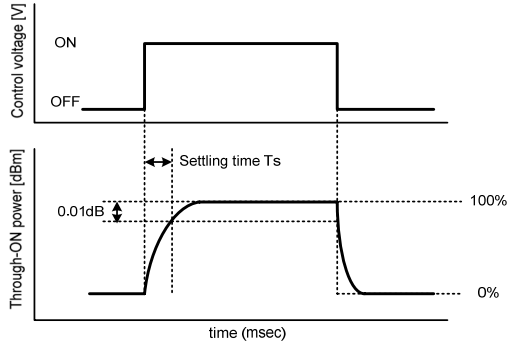 Control voltage [V]
ON
OFF
Through-ON power [dBm]
Settling time Ts
0.01dB
100%
0%
time (msec)